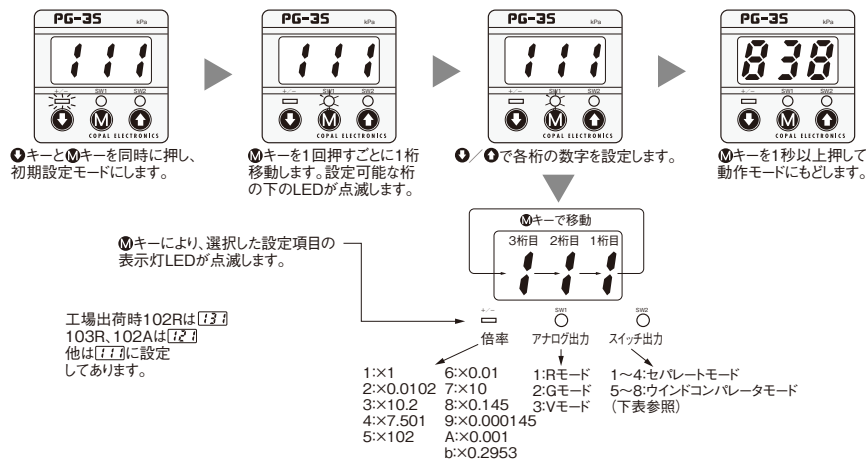 PG-35 kPa
111
+/− SW1 SW2
M
COPAL ELECTRONICS
キーとMキーを同時に押し、
初期設定モードにします。
PG-35 kPa
111
+/− SW1 SW2
M
COPAL ELECTRONICS
Mキーを1回押すごとに1桁
移動します。設定可能な桁
の下のLEDが点滅します。
PG-35 kPa
111
+/− SW1 SW2
M
COPAL ELECTRONICS
/で各桁の数字を設定します。
PG-35 kPa
838
+/− SW1 SW2
M
COPAL ELECTRONICS
Mキーを1秒以上押して
動作モードにもどします。
Mキーで移動
3桁目 2桁目 1桁目
111
Mキーにより、選択した設定項目の
表示灯LEDが点滅します。
+/− SW1 SW2
倍率 アナログ出力 スイッチ出力
工場出荷時102Rは131
103R、102Aは121
他は111に設定
してあります。
1:×1 6:×0.01
2:×0.0102 7:×10
3:×10.2 8:×0.145
4:×7.501 9:×0.000145
5:×102 A:×0.001
b:×0.2953
1:Rモード
2:Gモード
3:Vモード
1〜4:セパレートモード
5〜8:ウインドコンパレータモード
(下表参照)